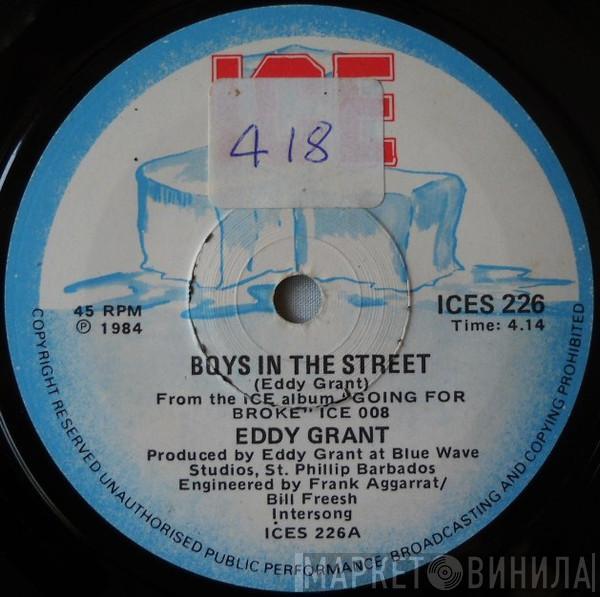 ICE
418
45 RPM
℗ 1984
ICES 226
Time: 4.14
BOYS IN THE STREET
(Eddy Grant)
From the ICE album "GOING FOR
BROKE" ICE 008
EDDY GRANT
Produced by Eddy Grant at Blue Wave
Studios, St. Phillip Barbados
Engineered by Frank Aggarrat/
Bill Freesh
Intersong
ICES 226A
COPYRIGHT RESERVED UNAUTHORISED PUBLIC PERFORMANCE, BROADCASTING AND COPYING PROHIBITED
МАРКЕТ ВИНИЛА